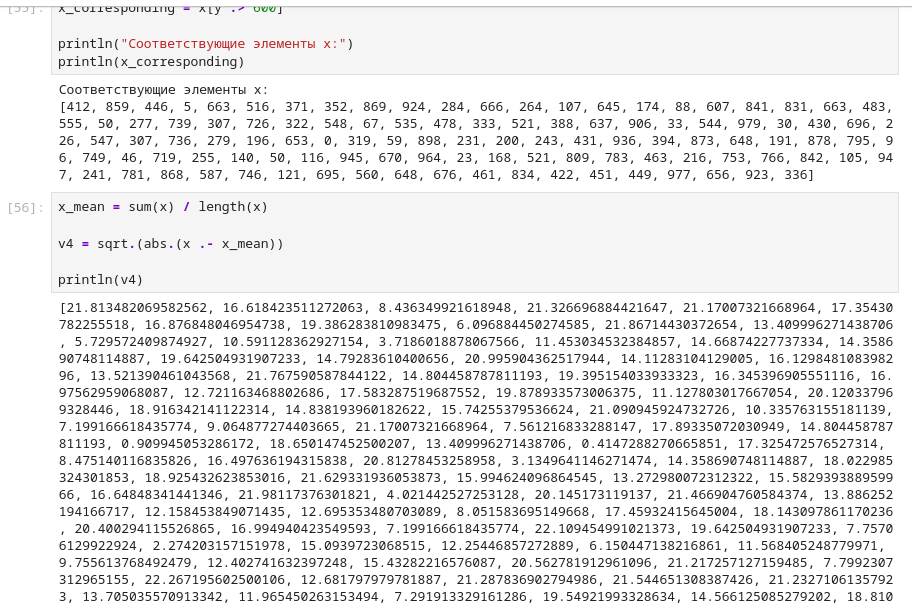 [55]: x_corresponding = x[y .> 600]
println("Соответствующие элементы x:")
println(x_corresponding)
Соответствующие элементы x:
[412, 859, 446, 5, 663, 516, 371, 352, 869, 924, 284, 666, 264, 107, 645, 174, 88, 607, 841, 831, 663, 483,
555, 50, 277, 739, 307, 726, 322, 548, 67, 535, 478, 333, 521, 388, 637, 906, 33, 544, 979, 30, 430, 696, 2
26, 547, 307, 736, 279, 196, 653, 0, 319, 59, 898, 231, 200, 243, 431, 936, 394, 873, 648, 191, 878, 795, 9
6, 749, 46, 719, 255, 140, 50, 116, 945, 670, 964, 23, 168, 521, 809, 783, 463, 216, 753, 766, 842, 105, 94
7, 241, 781, 868, 587, 746, 121, 695, 560, 648, 676, 461, 834, 422, 451, 449, 977, 656, 923, 336]
[56]: x_mean = sum(x) / length(x)
v4 = sqrt.(abs.(x .- x_mean))
println(v4)
[21.813482069582562, 16.618423511272063, 8.436349921618948, 21.326696884421647, 21.17007321668964, 17.35430
782255518, 16.876848046954738, 19.386283810983475, 6.096884450274585, 21.86714430372654, 13.409996271438706
, 5.729572409874927, 10.591128362927154, 3.7186018878067566, 11.453034532384857, 14.66874227737334, 14.3586
90748114887, 19.642504931907233, 14.79283610400656, 20.995904362517944, 14.11283104129005, 16.1298481083982
96, 13.521390461043568, 21.767590587844122, 14.804458787811193, 19.395154033933323, 16.345396905551116, 16.
97562959068087, 12.721163468802686, 17.583287519687552, 19.878933573006375, 11.127803017667054, 20.12033796
9328446, 18.916342141122314, 14.838193960182622, 15.74255379536624, 21.090945924732726, 10.335763155181139,
7.199166618435774, 9.064877274403665, 21.17007321668964, 7.561216833288147, 17.89335072030949, 14.804458787
811193, 0.909945053286172, 18.650147452500207, 13.409996271438706, 0.4147288270665851, 17.325472576527314,
8.475140116835826, 16.497636194315838, 20.81278453258958, 3.1349641146271474, 14.358690748114887, 18.022985
324301853, 18.925432623853016, 21.629331936053873, 15.994624096864545, 13.272980072312322, 15.5829393889599
66, 16.64848341441346, 21.98117376301821, 4.021442527253128, 20.145173119137, 21.466904760584374, 13.886252
194166717, 12.158453849071435, 12.695353480703089, 8.051583695149668, 17.45932415645004, 18.143097861170236
, 20.400294115526865, 16.994940423549593, 7.199166618435774, 22.109454991021373, 19.642504931907233, 7.7570
6129922924, 2.274203157151978, 15.0939723068515, 12.25446857272889, 6.150447138216861, 11.568405248779971,
9.755613768492479, 12.402741632397248, 15.43282216576087, 20.562781912961096, 21.217257127159485, 7.7992307
312965155, 22.267195602500106, 12.681797979781887, 21.287836902794986, 21.544651308387426, 21.2327106135792
3, 13.705035570913342, 11.965450263153494, 7.291913329161286, 19.54921993328634, 14.566125085279202, 18.810